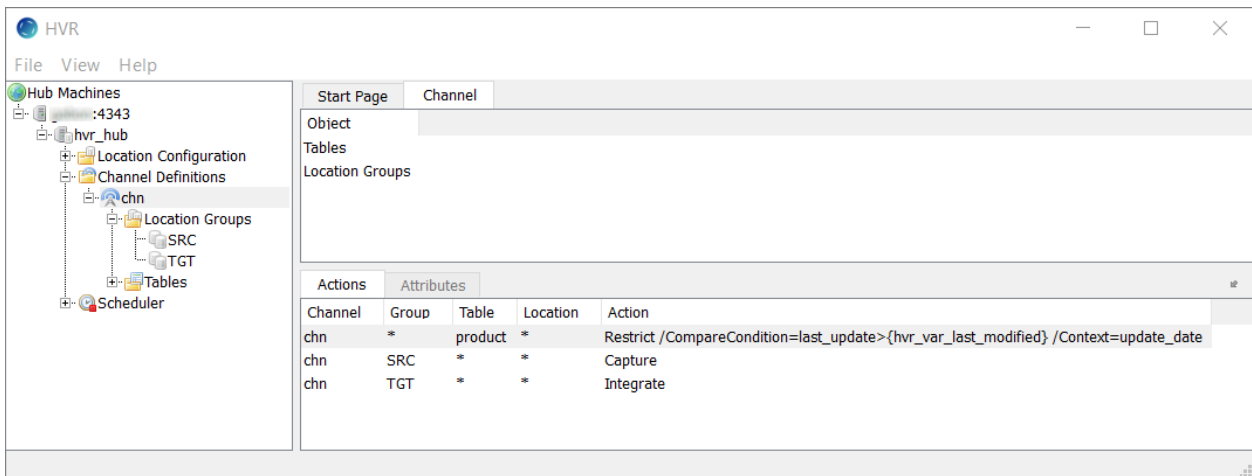 HVR
File View Help
Hub Machines
:4343
hvr_hub
Location Configuration
Channel Definitions
chn
Location Groups
SRC
TGT
Tables
Scheduler
Start Page Channel
Object
Tables
Location Groups
Actions Attributes
Channel Group Table Location Action
chn * product * Restrict /CompareCondition=last_update>{hvr_var_last_modified} /Context=update_date
chn SRC * * Capture
chn TGT * * Integrate